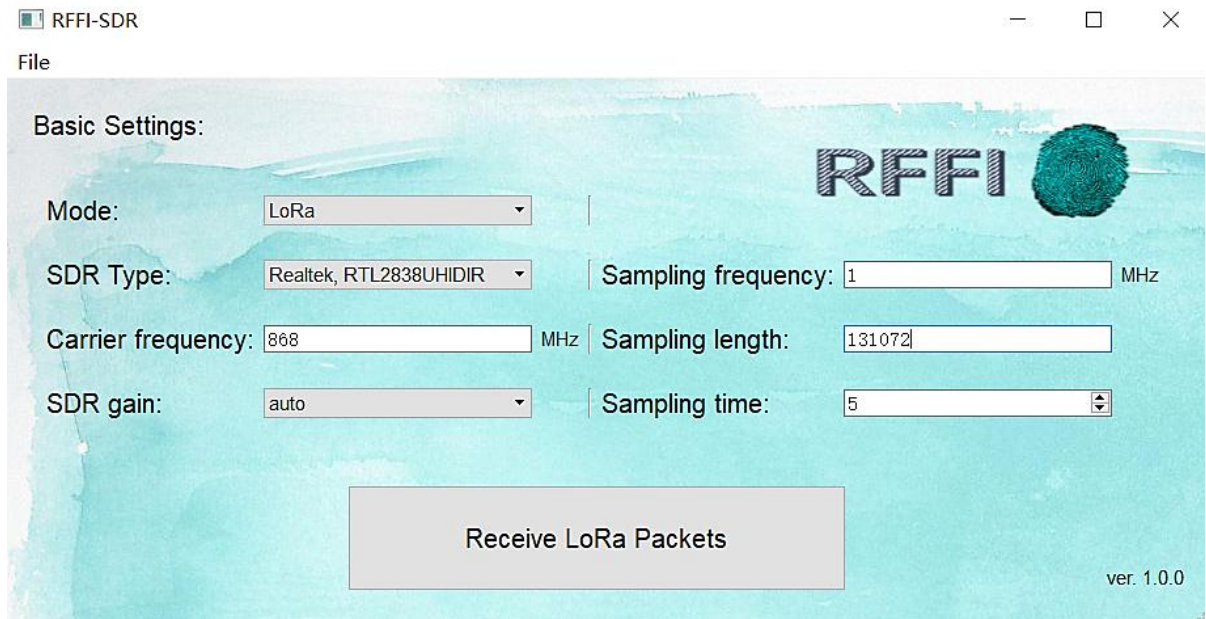 RFFI-SDR
File
Basic Settings:
RFFI
Mode: LoRa
SDR Type: Realtek, RTL2838UHIDIR Sampling frequency: 1 MHz
Carrier frequency: 868 MHz Sampling length: 131072
SDR gain: auto Sampling time: 5
Receive LoRa Packets
ver. 1.0.0